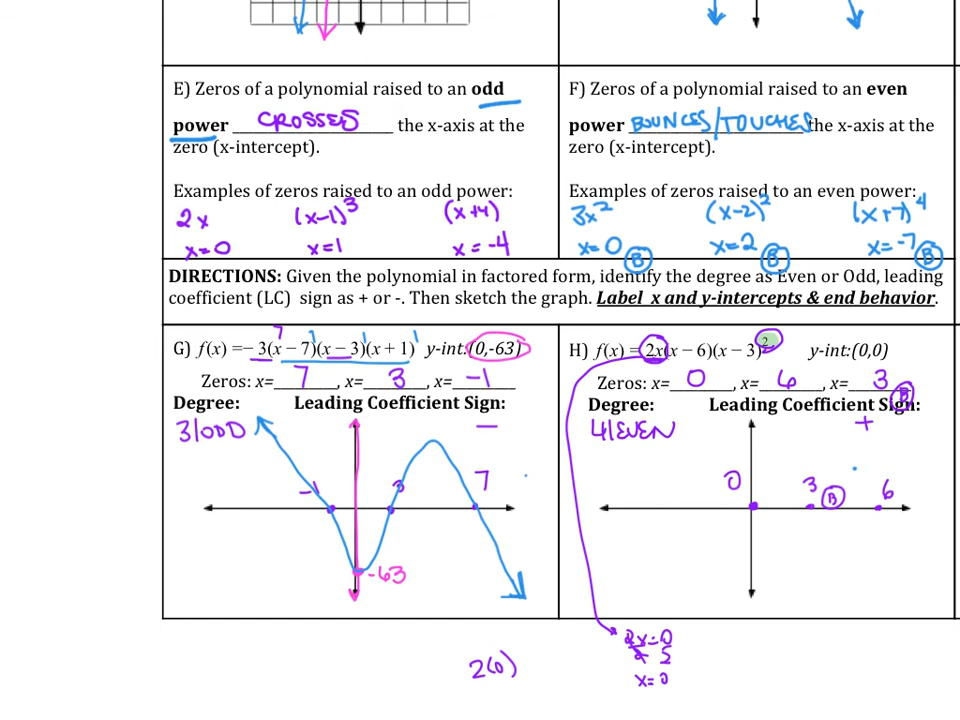 E) Zeros of a polynomial raised to an odd
power CROSSES the x-axis at the
zero (x-intercept).
Examples of zeros raised to an odd power:
2x (x-1)³ (x+4)
x=0 x=1 x=-4
F) Zeros of a polynomial raised to an even
power BOUNCES/TOUCHES the x-axis at the
zero (x-intercept).
Examples of zeros raised to an even power:
3x² (x-2)² (x+7)⁴
x=0 B x=2 B x=-7 B
DIRECTIONS: Given the polynomial in factored form, identify the degree as Even or Odd, leading
coefficient (LC) sign as + or -. Then sketch the graph. Label x and y-intercepts & end behavior.
G) f(x) = − 3(x − 7)¹(x − 3)¹(x + 1)¹ y-int:(0,-63)
Zeros: x= 7, x= 3, x= -1
Degree: Leading Coefficient Sign:
3/ODD −
-1 3 7
-63
2(0)
H) f(x) = 2x(x − 6)(x − 3)² y-int:(0,0)
Zeros: x= 0, x= 6, x= 3 B
Degree: Leading Coefficient Sign:
4/EVEN +
0 3 B 6
2x=0
2 2
x=0